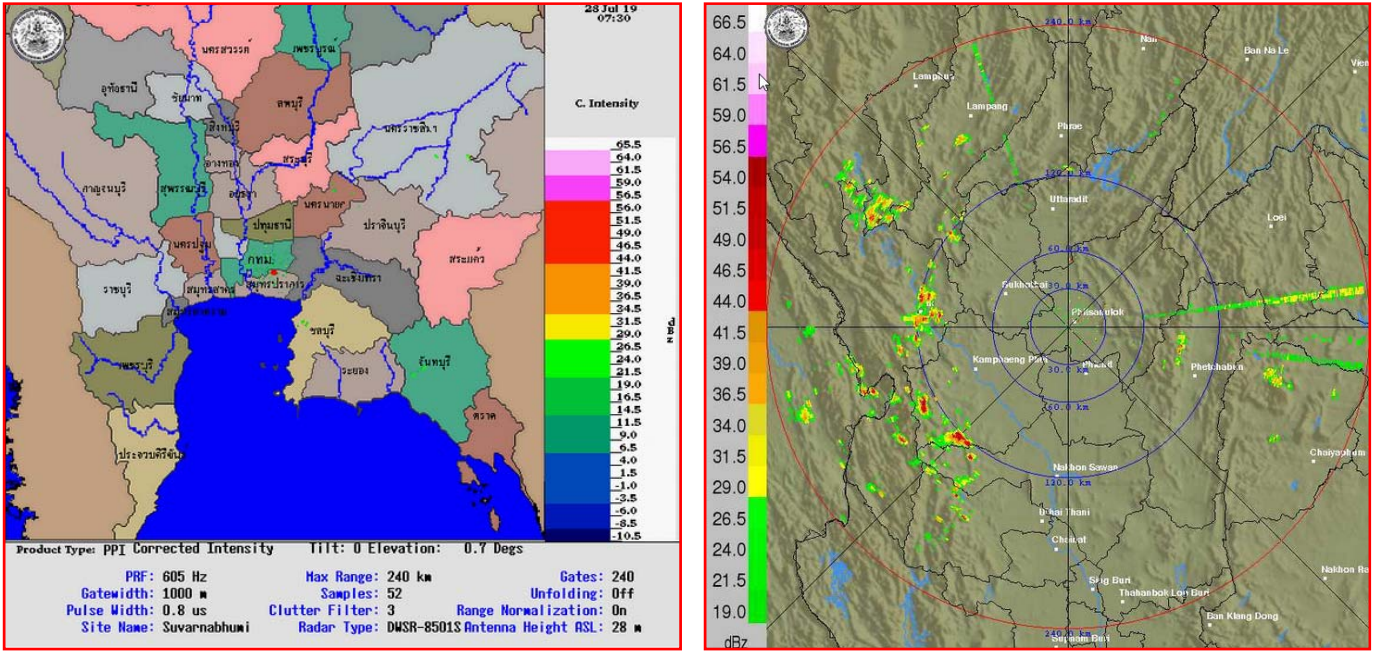 28 Jul 19
07:30
C. Intensity
65.5
64.0
61.5
59.0
56.5
56.0
51.5
49.0
46.5
44.0
41.5
39.0
36.5
34.5
31.5
29.0
26.5
24.0
21.5
19.0
16.5
14.5
11.5
9.0
6.5
4.0
1.5
-1.0
-3.5
-6.0
-8.5
-10.5
นครสวรรค์
เพชรบูรณ์
อุทัยธานี
ชัยนาท
ลพบุรี
สิงห์บุรี
นครราชสีมา
อ่างทอง
สระบุรี
กาญจนบุรี
สุพรรณบุรี
อยุธยา
นครนายก
ปทุมธานี
ปราจีนบุรี
นครปฐม
กทม.
สระแก้ว
ราชบุรี
สมุทรสาคร
สมุทรปราการ
ฉะเชิงเทรา
ชลบุรี
เพชรบุรี
ระยอง
จันทบุรี
ตราด
ประจวบคีรีขันธ์
Product Type: PPI Corrected Intensity Tilt: 0 Elevation: 0.7 Degs
PRF: 605 Hz Max Range: 240 km Gates: 240
Gatewidth: 1000 m Samples: 52 Unfolding: Off
Pulse Width: 0.8 us Clutter Filter: 3 Range Normalization: On
Site Name: Suvarnabhumi Radar Type: DWSR-8501S Antenna Height ASL: 28 m
66.5
64.0
61.5
59.0
56.5
54.0
51.5
49.0
46.5
44.0
41.5
39.0
36.5
34.0
31.5
29.0
26.5
24.0
21.5
19.0
dBz
240.0 km
Nan
Ban Na Le
Vien
Lamphun
Lampang
Phrae
120.0 km
Uttaradit
Loei
60.0 km
Sukhothai
30.0 km
Phitsanulok
Kamphaeng Phet
30.0 km
Phichit
Phetchabun
60.0 km
Chaiyaphum
Nakhon Sawan
120.0 km
Uthai Thani
Chainat
Nakhon Ra
Sing Buri
Thahanbok Lop Buri
Ban Klang Dong
240.0 km
Suphan Buri